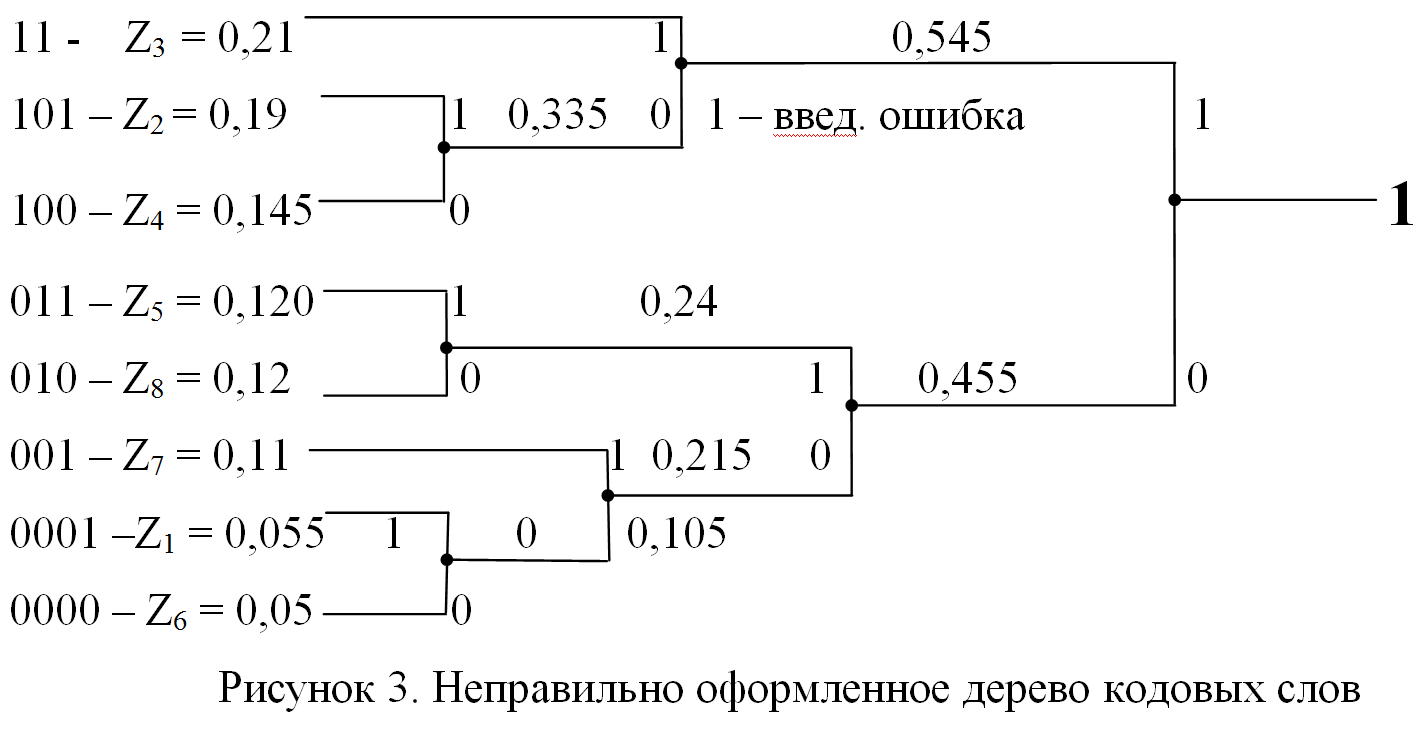 11 - Z3 = 0,21 1 0,545
101 – Z2 = 0,19 1 0,335 0 1 – введ. ошибка 1
100 – Z4 = 0,145 0 1
011 – Z5 = 0,120 1 0,24
010 – Z8 = 0,12 0 1 0,455 0
001 – Z7 = 0,11 1 0,215 0
0001 –Z1 = 0,055 1 0 0,105
0000 – Z6 = 0,05 0
Рисунок 3. Неправильно оформленное дерево кодовых слов